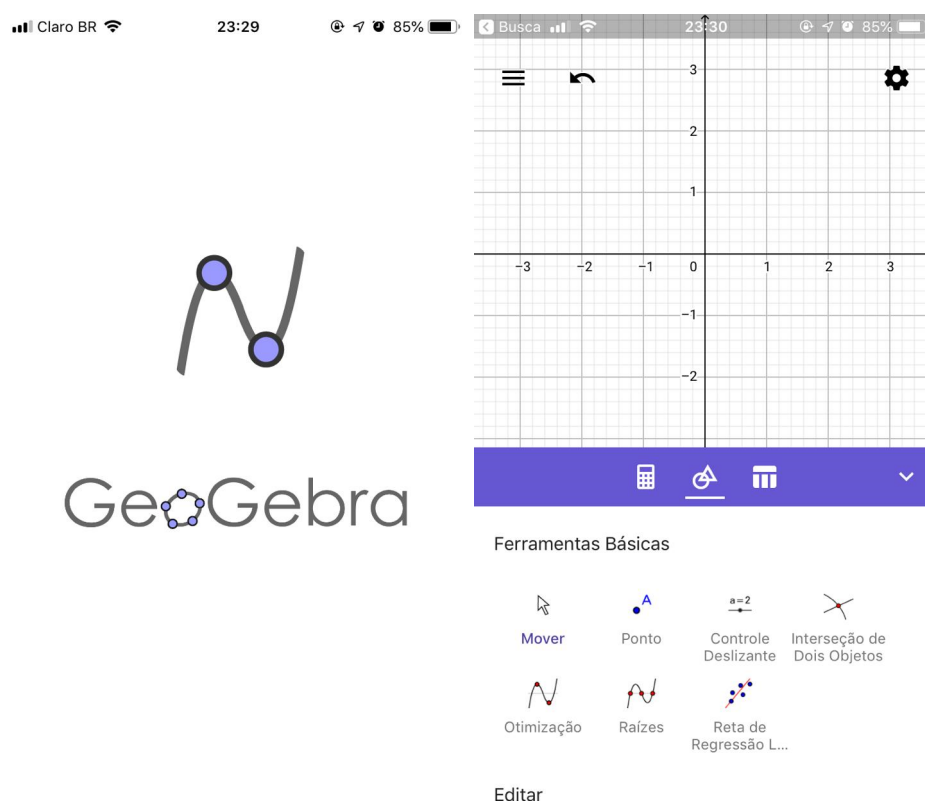 Claro BR
23:29
85%
GeoGebra
Busca
23:30
85%
3
2
1
−3 −2 −1 0 1 2 3
−1
−2
Ferramentas Básicas
A
a=2
Mover
Ponto
Controle
Deslizante
Interseção de
Dois Objetos
Otimização
Raízes
Reta de
Regressão L...
Editar